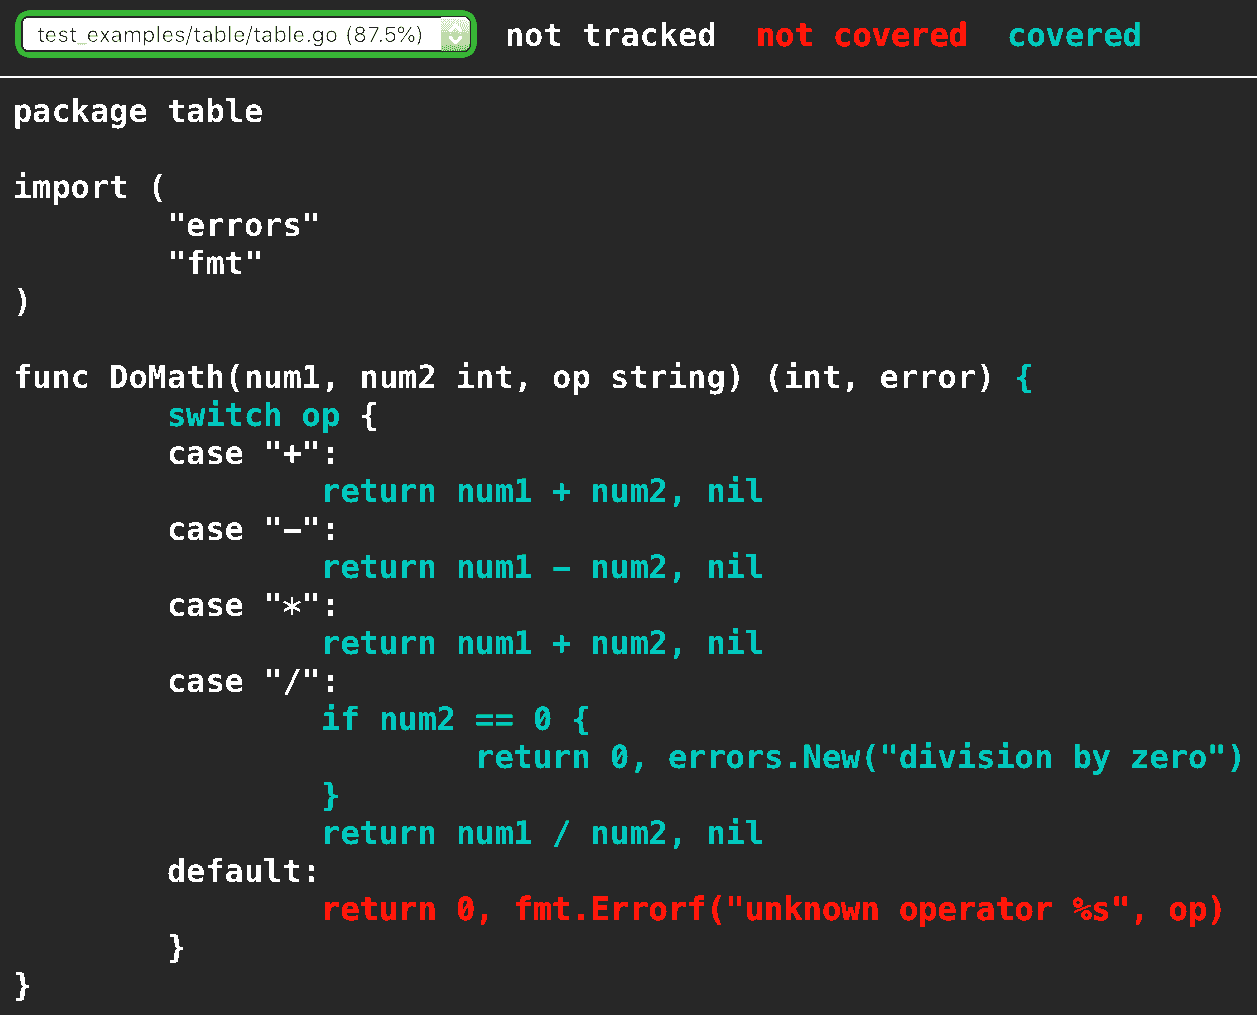 test_examples/table/table.go (87.5%) not tracked not covered covered
package table
import (
"errors"
"fmt"
)
func DoMath(num1, num2 int, op string) (int, error) {
switch op {
case "+":
return num1 + num2, nil
case "-":
return num1 - num2, nil
case "*":
return num1 + num2, nil
case "/":
if num2 == 0 {
return 0, errors.New("division by zero")
}
return num1 / num2, nil
default:
return 0, fmt.Errorf("unknown operator %s", op)
}
}